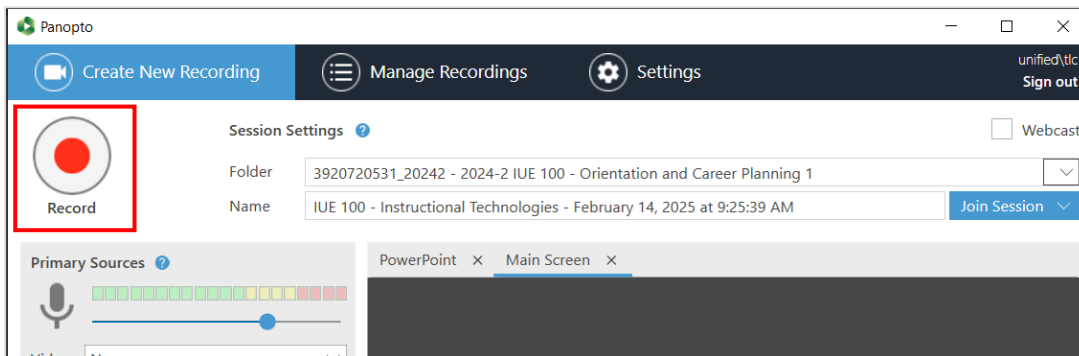 Panopto
Create New Recording
Manage Recordings
Settings
unified\tlc
Sign out
Record
Session Settings
Webcast
Folder
3920720531_20242 - 2024-2 IUE 100 - Orientation and Career Planning 1
Name
IUE 100 - Instructional Technologies - February 14, 2025 at 9:25:39 AM
Join Session
Primary Sources
PowerPoint
Main Screen